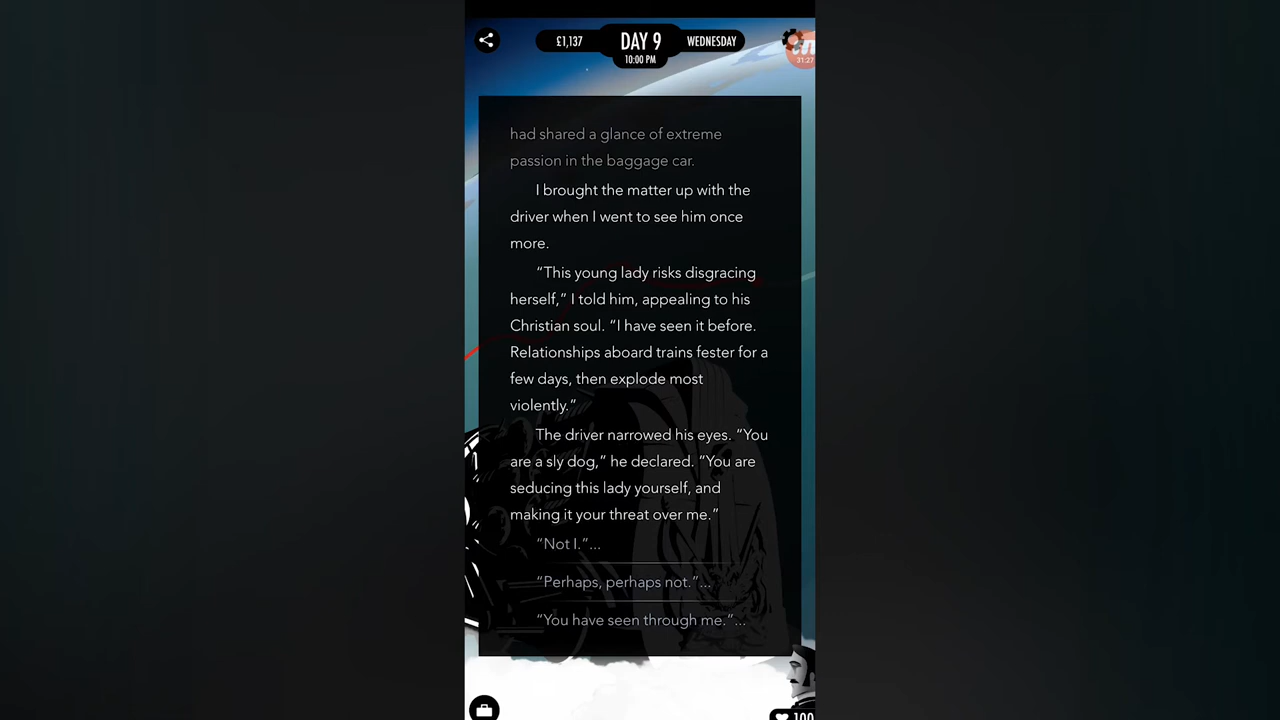 £1,137
DAY 9
WEDNESDAY
10:00 PM
31:27
had shared a glance of extreme
passion in the baggage car.
I brought the matter up with the
driver when I went to see him once
more.
“This young lady risks disgracing
herself,” I told him, appealing to his
Christian soul. “I have seen it before.
Relationships aboard trains fester for a
few days, then explode most
violently.”
The driver narrowed his eyes. “You
are a sly dog,” he declared. “You are
seducing this lady yourself, and
making it your threat over me.”
“Not I.”...
“Perhaps, perhaps not.”...
“You have seen through me.”...
100